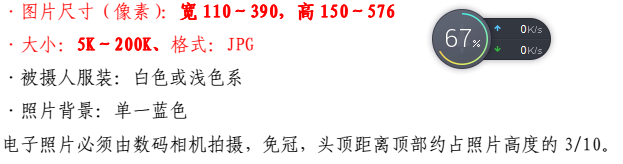 ·图片尺寸（像素）：宽 110～390，高 150～576
·大小：5K～200K、格式：JPG
67%
0K/s
0K/s
·被摄人服装：白色或浅色系
·照片背景：单一蓝色
电子照片必须由数码相机拍摄，免冠，头顶距离顶部约占照片高度的 3/10。